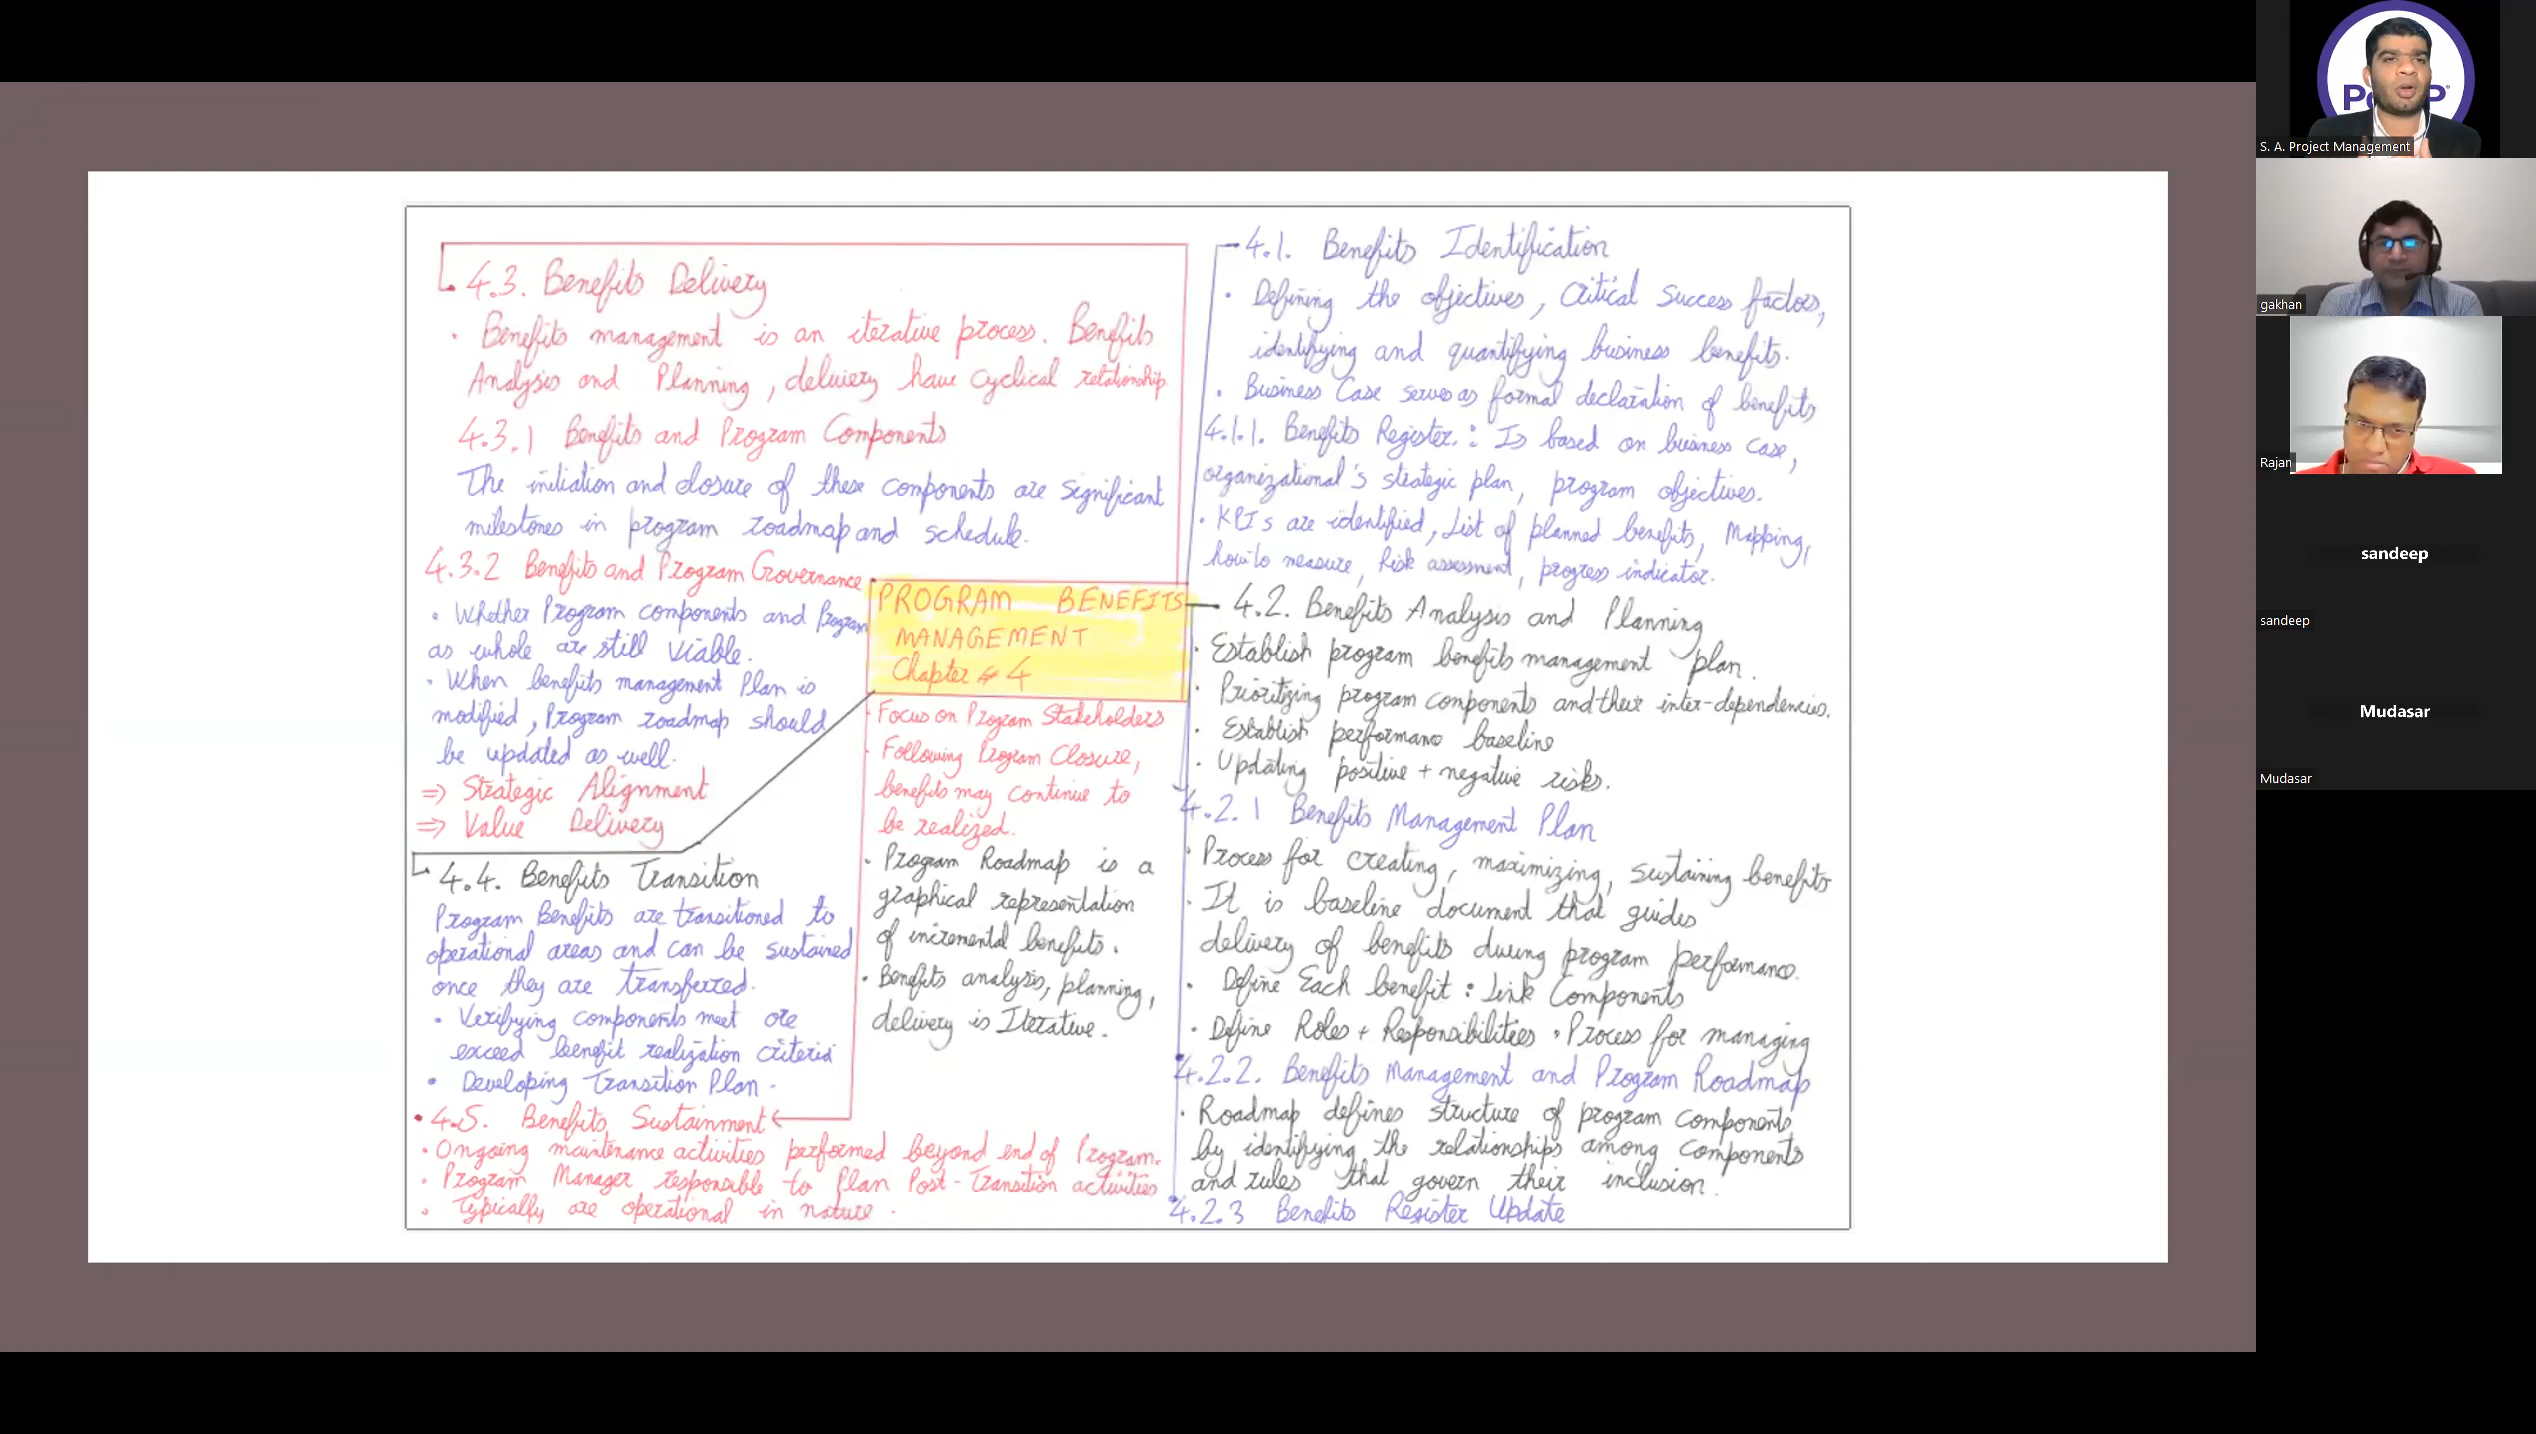 4.3. Benefits Delivery
• Benefits management is an iterative process. Benefits
Analysis and Planning, delivery have cyclical relationship.
4.3.1 Benefits and Program Components
The initiation and closure of these components are significant
milestones in program roadmap and schedule.
4.3.2 Benefits and Program Governance
• Whether Program components and Program
as whole are still viable.
• When benefits management Plan is
modified, Program roadmap should
be updated as well.
⇒ Strategic Alignment
⇒ Value Delivery
4.4. Benefits Transition
Program Benefits are transitioned to
operational areas and can be sustained
once they are transferred.
• Verifying components meet ore
exceed benefit realization criteria
• Developing Transition Plan.
• 4.5. Benefits Sustainment
• Ongoing maintenance activities performed beyond end of Program.
• Program Manager responsible to plan Post-Transition activities
• Typically are operational in nature.
PROGRAM BENEFITS
MANAGEMENT
Chapter # 4
• Focus on Program Stakeholders
• Following Program Closure,
benefits may continue to
be realized.
• Program Roadmap is a
graphical representation
of incremental benefits.
• Benefits analysis, planning,
delivery is Iterative.
4.1. Benefits Identification
• Defining the objectives, Critical Success factors,
identifying and quantifying business benefits.
• Business Case serves as formal declaration of benefits
4.1.1. Benefits Register: Is based on business case,
organizational's strategic plan, program objectives.
• KPIs are identified, List of planned benefits, Mapping,
how to measure, Risk assessment, progress indicator.
4.2. Benefits Analysis and Planning
• Establish program benefits management plan.
• Prioritizing program components and their inter-dependencies.
• Establish performance baseline
• Updating positive + negative risks.
4.2.1 Benefits Management Plan
• Process for creating, maximizing, sustaining benefits
• It is baseline document that guides
delivery of benefits during program performance.
• Define Each benefit: Link Components
• Define Roles + Responsibilities • Process for managing
4.2.2. Benefits Management and Program Roadmap
• Roadmap defines structure of program components
by identifying the relationships among components
and rules that govern their inclusion.
4.2.3 Benefits Register Update
S. A. Project Management
gakhan
Rajan
sandeep
sandeep
Mudasar
Mudasar